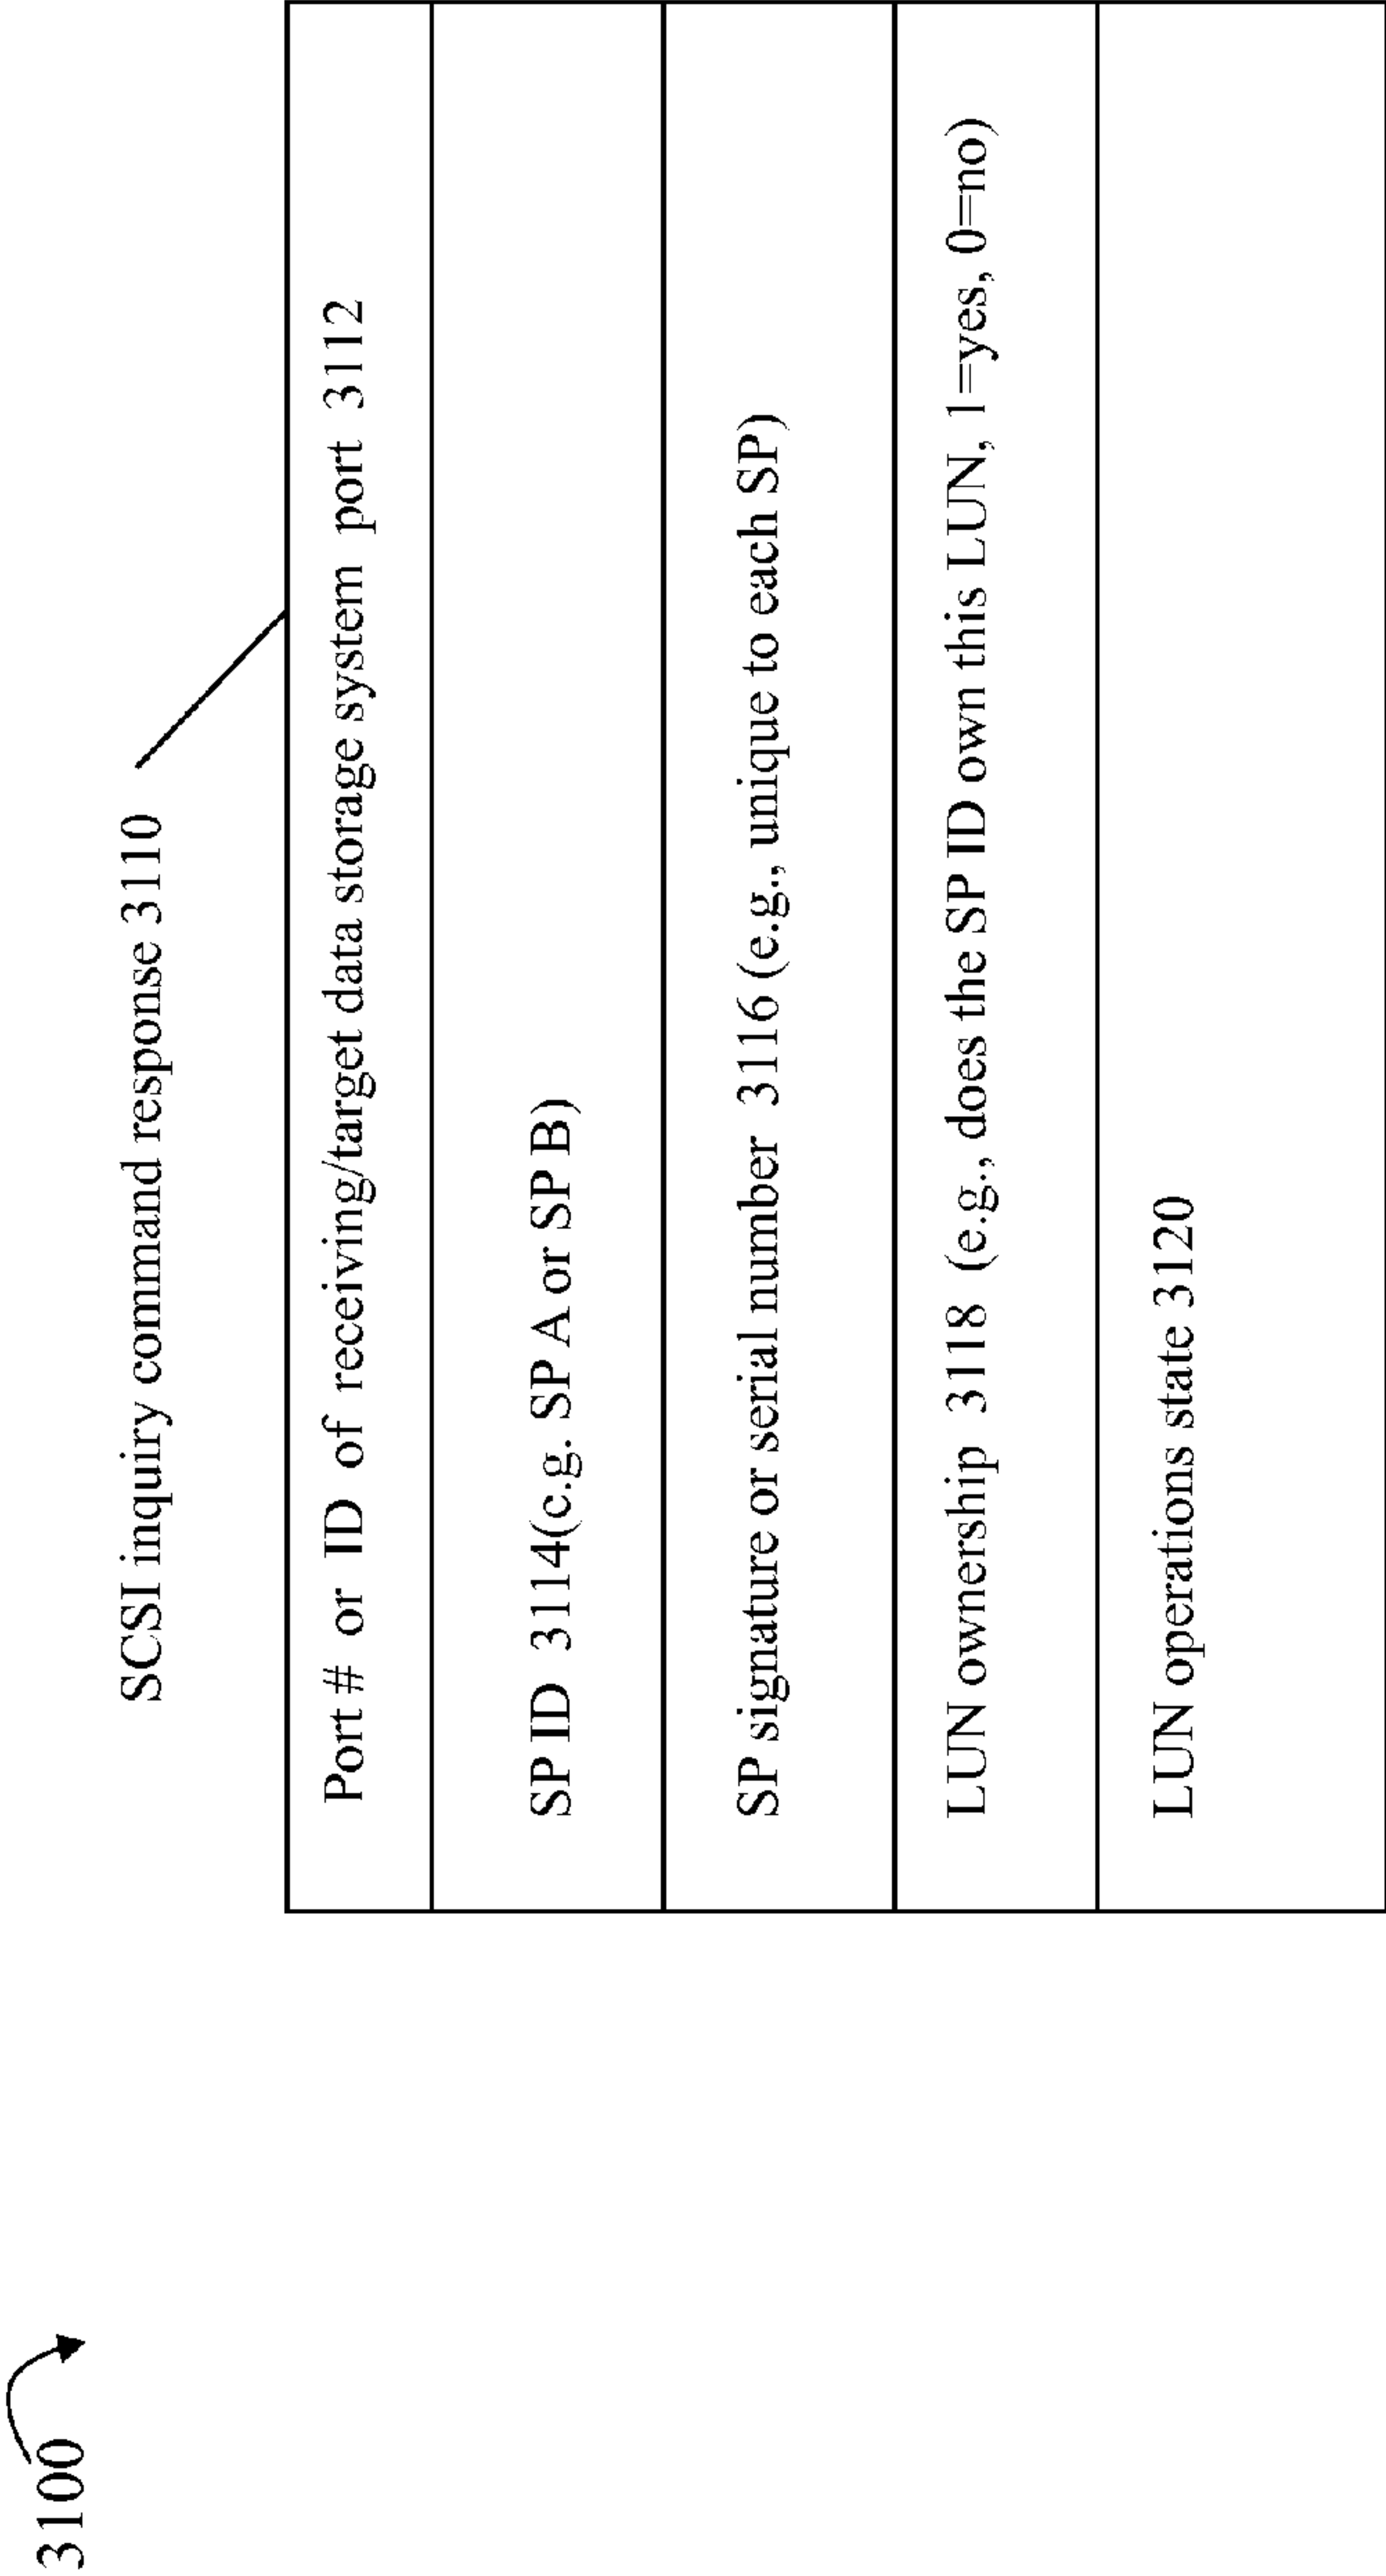 3100
SCSI inquiry command response 3110
Port # or ID of receiving/target data storage system port 3112
SP ID 3114(e.g. SP A or SP B)
SP signature or serial number 3116 (e.g., unique to each SP)
LUN ownership 3118 (e.g., does the SP ID own this LUN, 1=yes, 0=no)
LUN operations state 3120